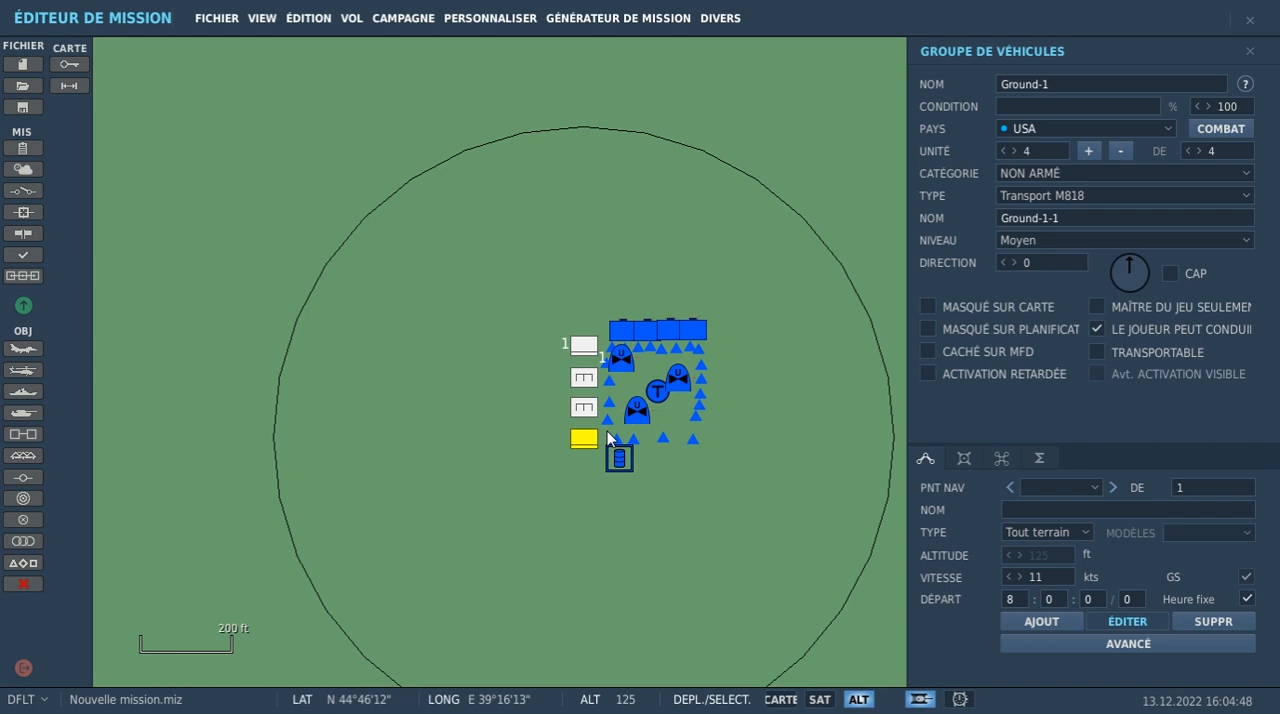 ÉDITEUR DE MISSION FICHIER VIEW ÉDITION VOL CAMPAGNE PERSONNALISER GÉNÉRATEUR DE MISSION DIVERS
FICHIER CARTE
MIS
OBJ
1
1
U
U
T
U
200 ft
GROUPE DE VÉHICULES
NOM Ground-1 ?
CONDITION % < > 100
PAYS USA COMBAT
UNITÉ < > 4 + - DE < > 4
CATÉGORIE NON ARMÉ
TYPE Transport M818
NOM Ground-1-1
NIVEAU Moyen
DIRECTION < > 0 CAP
MASQUÉ SUR CARTE MAÎTRE DU JEU SEULEMEN
MASQUÉ SUR PLANIFICAT LE JOUEUR PEUT CONDUI
CACHÉ SUR MFD TRANSPORTABLE
ACTIVATION RETARDÉE Avt. ACTIVATION VISIBLE
Σ
PNT NAV < > DE 1
NOM
TYPE Tout terrain MODÈLES
ALTITUDE < > 125 ft
VITESSE < > 11 kts GS
DÉPART 8 : 0 : 0 / 0 Heure fixe
AJOUT ÉDITER SUPPR
AVANCÉ
DFLT Nouvelle mission.miz LAT N 44°46'12" LONG E 39°16'13" ALT 125 DEPL./SELECT. CARTE SAT ALT 13.12.2022 16:04:48